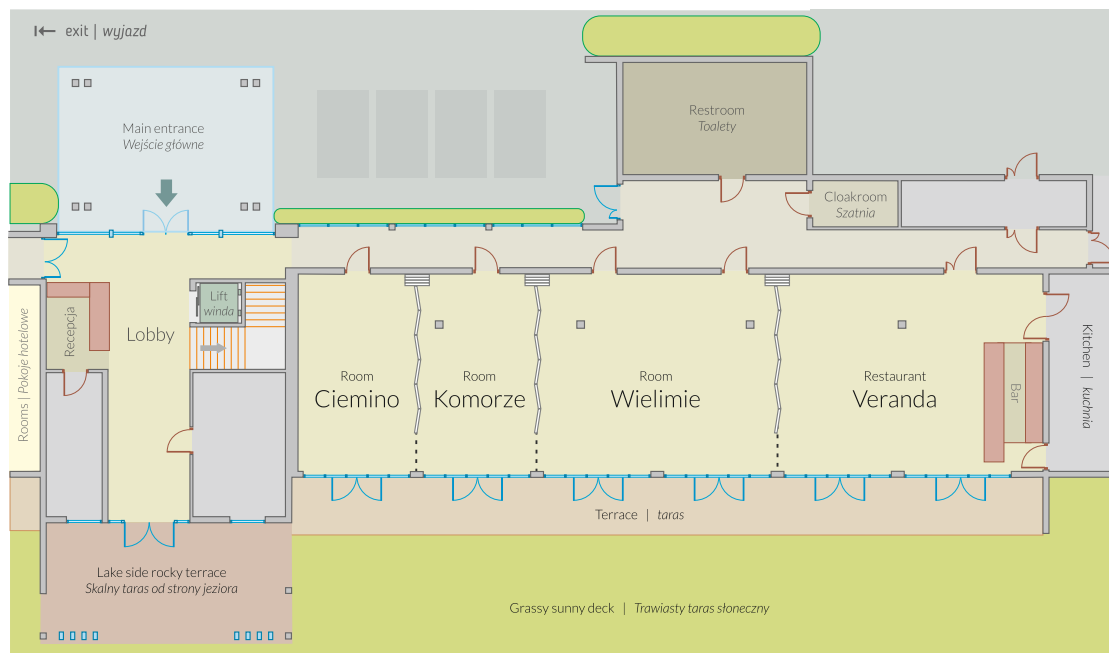 exit | wyjazd
Main entrance
Wejście główne
Restroom
Toalety
Cloakroom
Szatnia
Lift
winda
Recepcja
Lobby
Rooms | Pokoje hotelowe
Room
Ciemino
Room
Komorze
Room
Wielimie
Restaurant
Veranda
Bar
Kitchen | kuchnia
Terrace | taras
Lake side rocky terrace
Skalny taras od strony jeziora
Grassy sunny deck | Trawiasty taras słoneczny